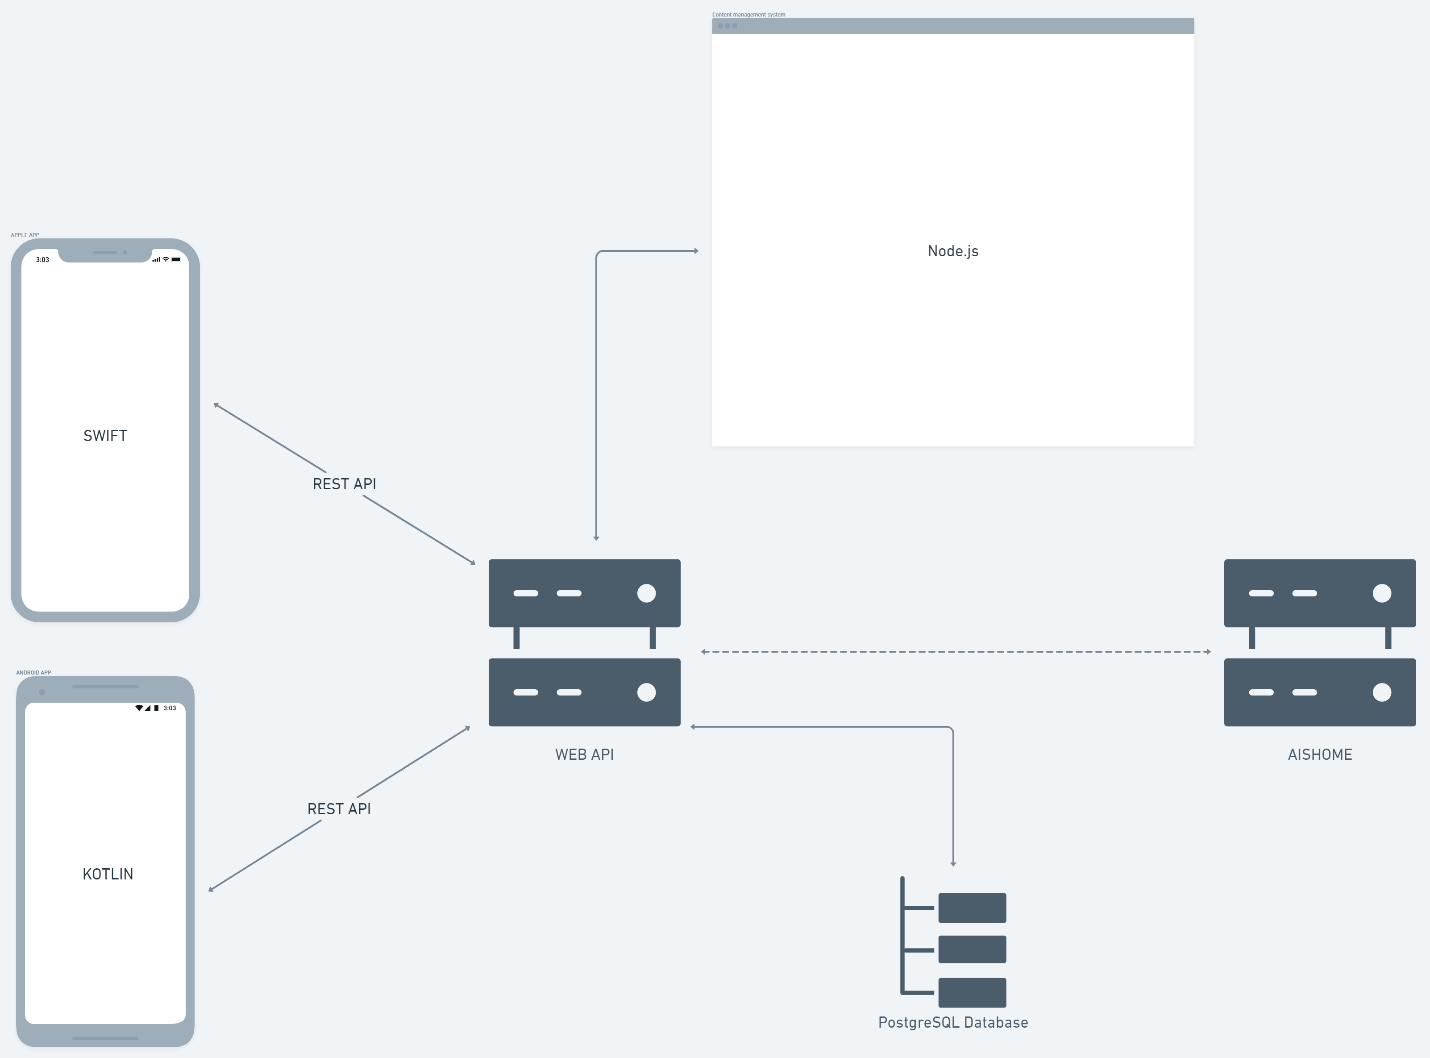 Content management system
Node.js
APPLE APP
3:03
SWIFT
REST API
WEB API
AISHOME
ANDROID APP
3:03
REST API
KOTLIN
PostgreSQL Database